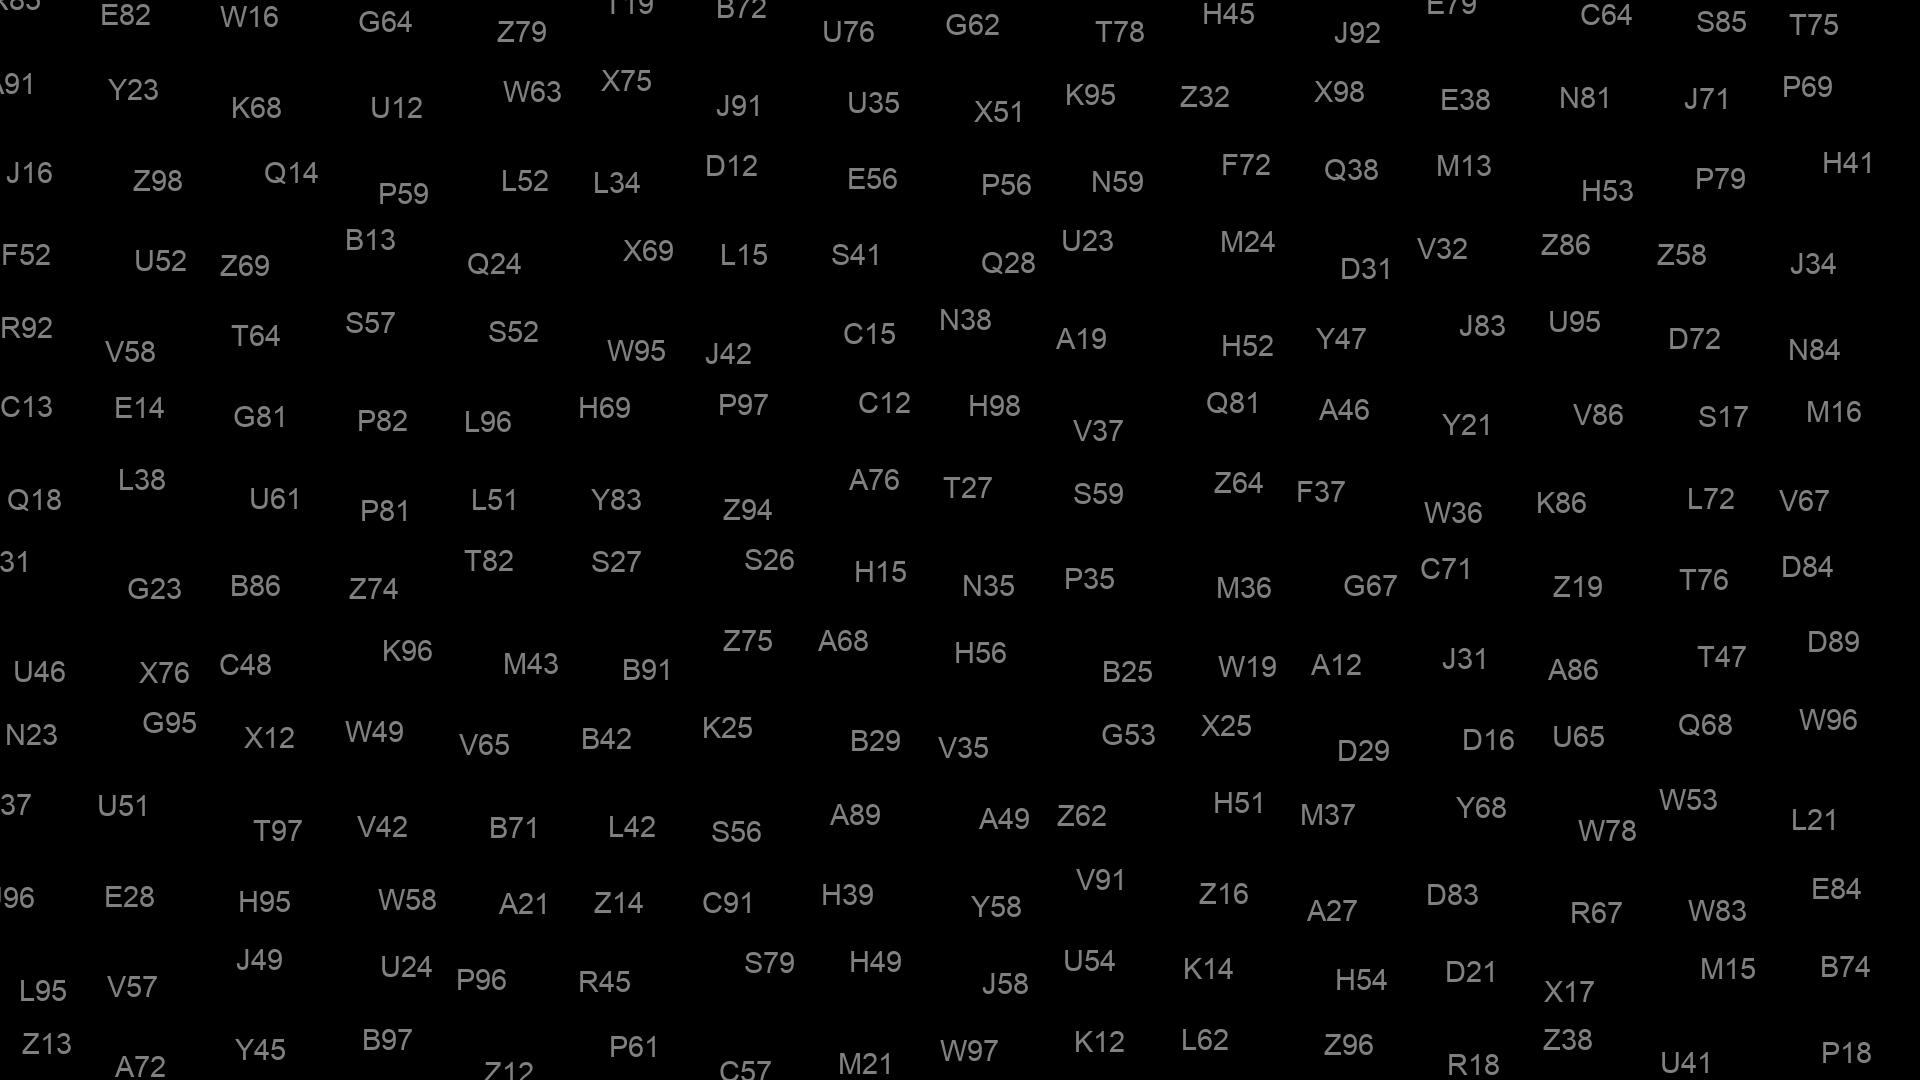 E82 W16 G64 Z79 T19 B72 U76 G62 T78 H45 J92 E79 C64 S85 T75
Y23 K68 U12 W63 X75 J91 U35 X51 K95 Z32 X98 E38 N81 J71 P69
J16 Z98 Q14 P59 L52 L34 D12 E56 P56 N59 F72 Q38 M13 H53 P79 H41
F52 U52 Z69 B13 Q24 X69 L15 S41 Q28 U23 M24 D31 V32 Z86 Z58 J34
R92 V58 T64 S57 S52 W95 J42 C15 N38 A19 H52 Y47 J83 U95 D72 N84
C13 E14 G81 P82 L96 H69 P97 C12 H98 V37 Q81 A46 Y21 V86 S17 M16
Q18 L38 U61 P81 L51 Y83 Z94 A76 T27 S59 Z64 F37 W36 K86 L72 V67
31 G23 B86 Z74 T82 S27 S26 H15 N35 P35 M36 G67 C71 Z19 T76 D84
U46 X76 C48 K96 M43 B91 Z75 A68 H56 B25 W19 A12 J31 A86 T47 D89
N23 G95 X12 W49 V65 B42 K25 B29 V35 G53 X25 D29 D16 U65 Q68 W96
37 U51 T97 V42 B71 L42 S56 A89 A49 Z62 H51 M37 Y68 W78 W53 L21
E28 H95 W58 A21 Z14 C91 H39 Y58 V91 Z16 A27 D83 R67 W83 E84
L95 V57 J49 U24 P96 R45 S79 H49 J58 U54 K14 H54 D21 X17 M15 B74
Z13 A72 Y45 B97 Z12 P61 C57 M21 W97 K12 L62 Z96 R18 Z38 U41 P18